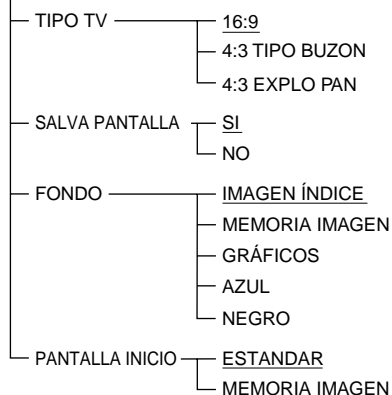 TIPO TV 16:9
4:3 TIPO BUZON
4:3 EXPLO PAN
SALVA PANTALLA SI
NO
FONDO IMAGEN ÍNDICE
MEMORIA IMAGEN
GRÁFICOS
AZUL
NEGRO
PANTALLA INICIO ESTANDAR
MEMORIA IMAGEN